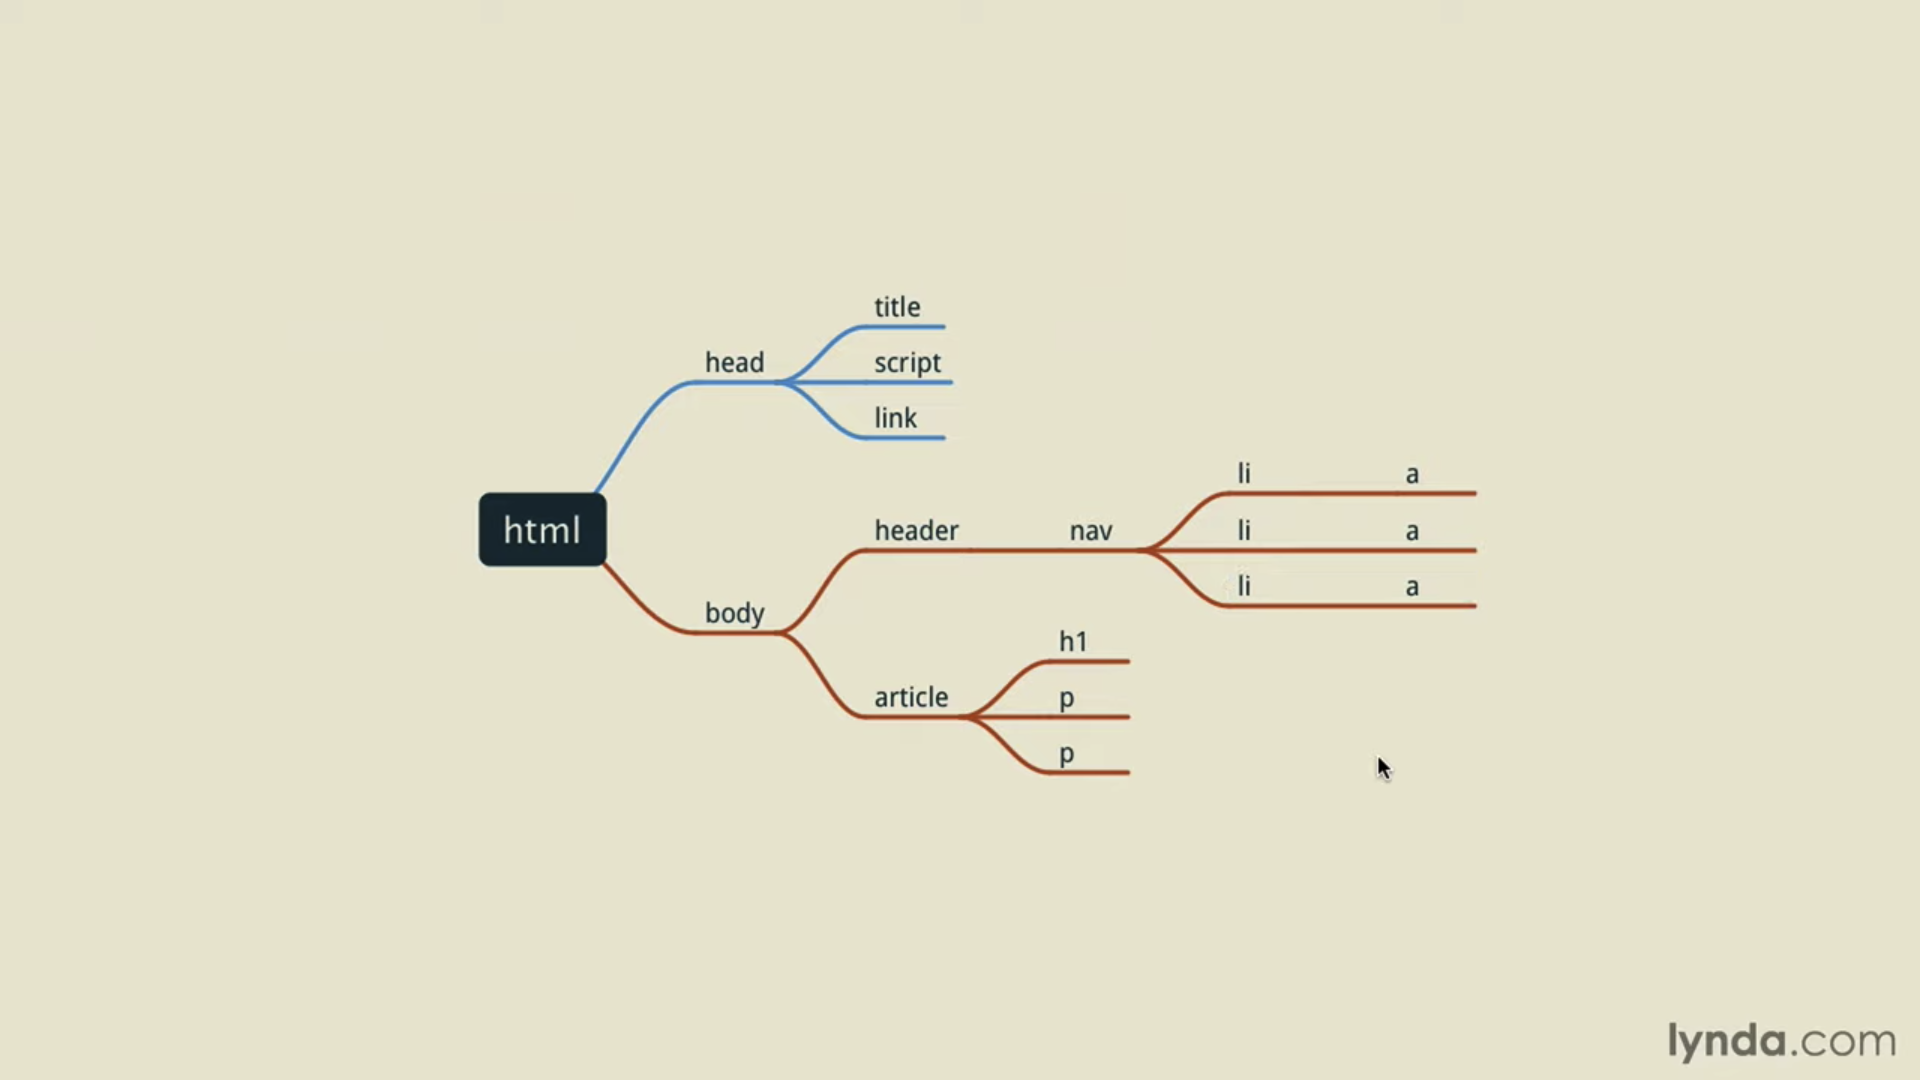 title
head
script
link
html
li a
header nav
li a
li a
body
h1
article
p
p
lynda.com